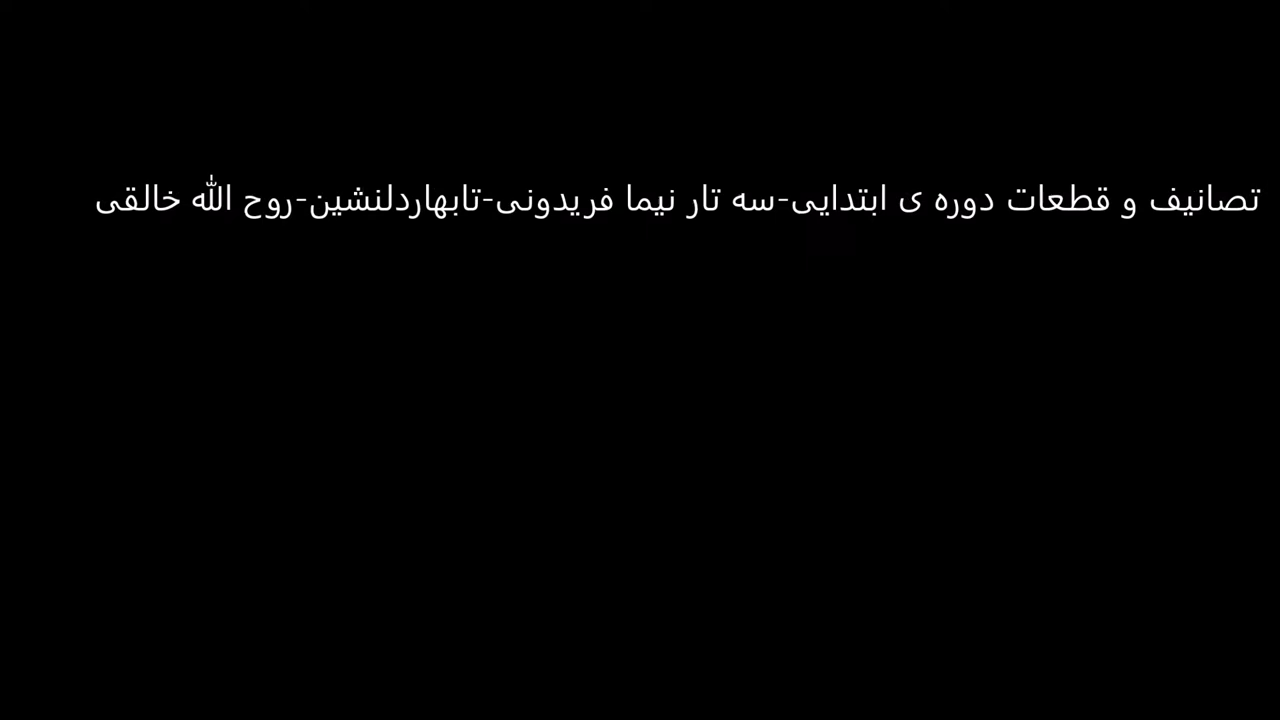 تصانیف و قطعات دوره ی ابتدایی-سه تار نیما فریدونی-تابهاردلنشین-روح الله خالقی